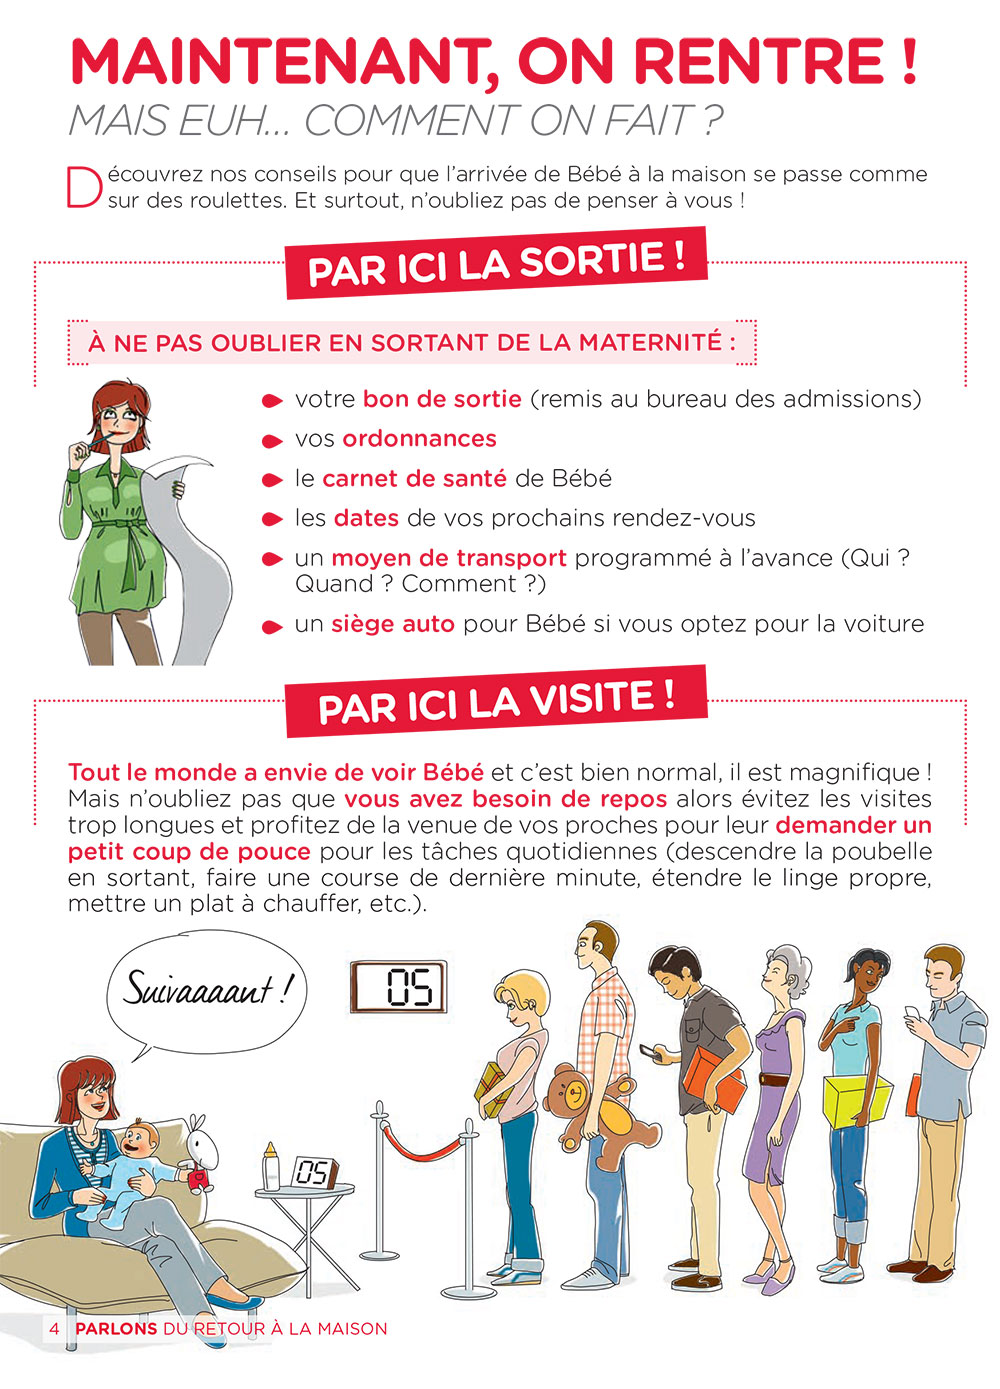 MAINTENANT, ON RENTRE !
MAIS EUH... COMMENT ON FAIT ?
Découvrez nos conseils pour que l'arrivée de Bébé à la maison se passe comme
sur des roulettes. Et surtout, n'oubliez pas de penser à vous !
PAR ICI LA SORTIE !
À NE PAS OUBLIER EN SORTANT DE LA MATERNITÉ :
votre bon de sortie (remis au bureau des admissions)
vos ordonnances
le carnet de santé de Bébé
les dates de vos prochains rendez-vous
un moyen de transport programmé à l'avance (Qui ?
Quand ? Comment ?)
un siège auto pour Bébé si vous optez pour la voiture
PAR ICI LA VISITE !
Tout le monde a envie de voir Bébé et c'est bien normal, il est magnifique !
Mais n'oubliez pas que vous avez besoin de repos alors évitez les visites
trop longues et profitez de la venue de vos proches pour leur demander un
petit coup de pouce pour les tâches quotidiennes (descendre la poubelle
en sortant, faire une course de dernière minute, étendre le linge propre,
mettre un plat à chauffer, etc.).
Suivaaaant !
05
05
4 PARLONS DU RETOUR À LA MAISON